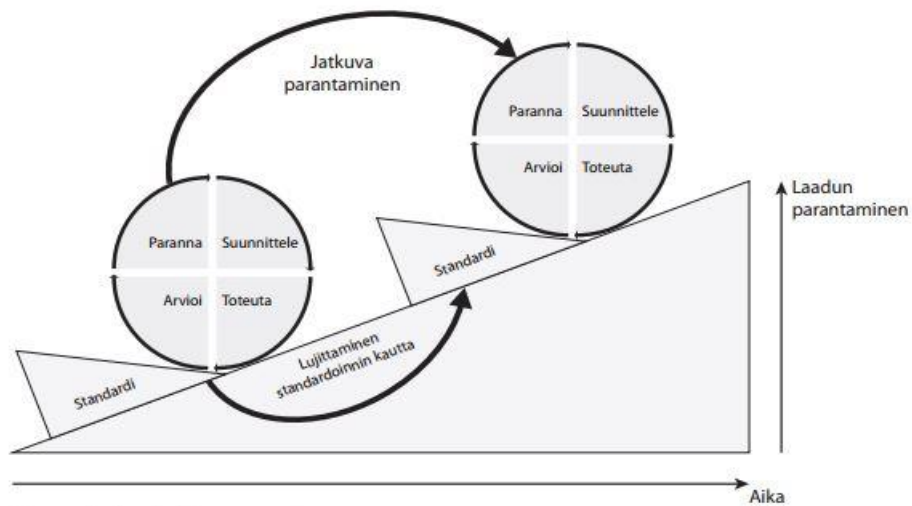 Jatkuva
parantaminen
Paranna Suunnittele
Arvioi Toteuta
Laadun
parantaminen
Standardi
Paranna Suunnittele
Arvioi Toteuta
Lujittaminen
standardoinnin kautta
Standardi
Aika